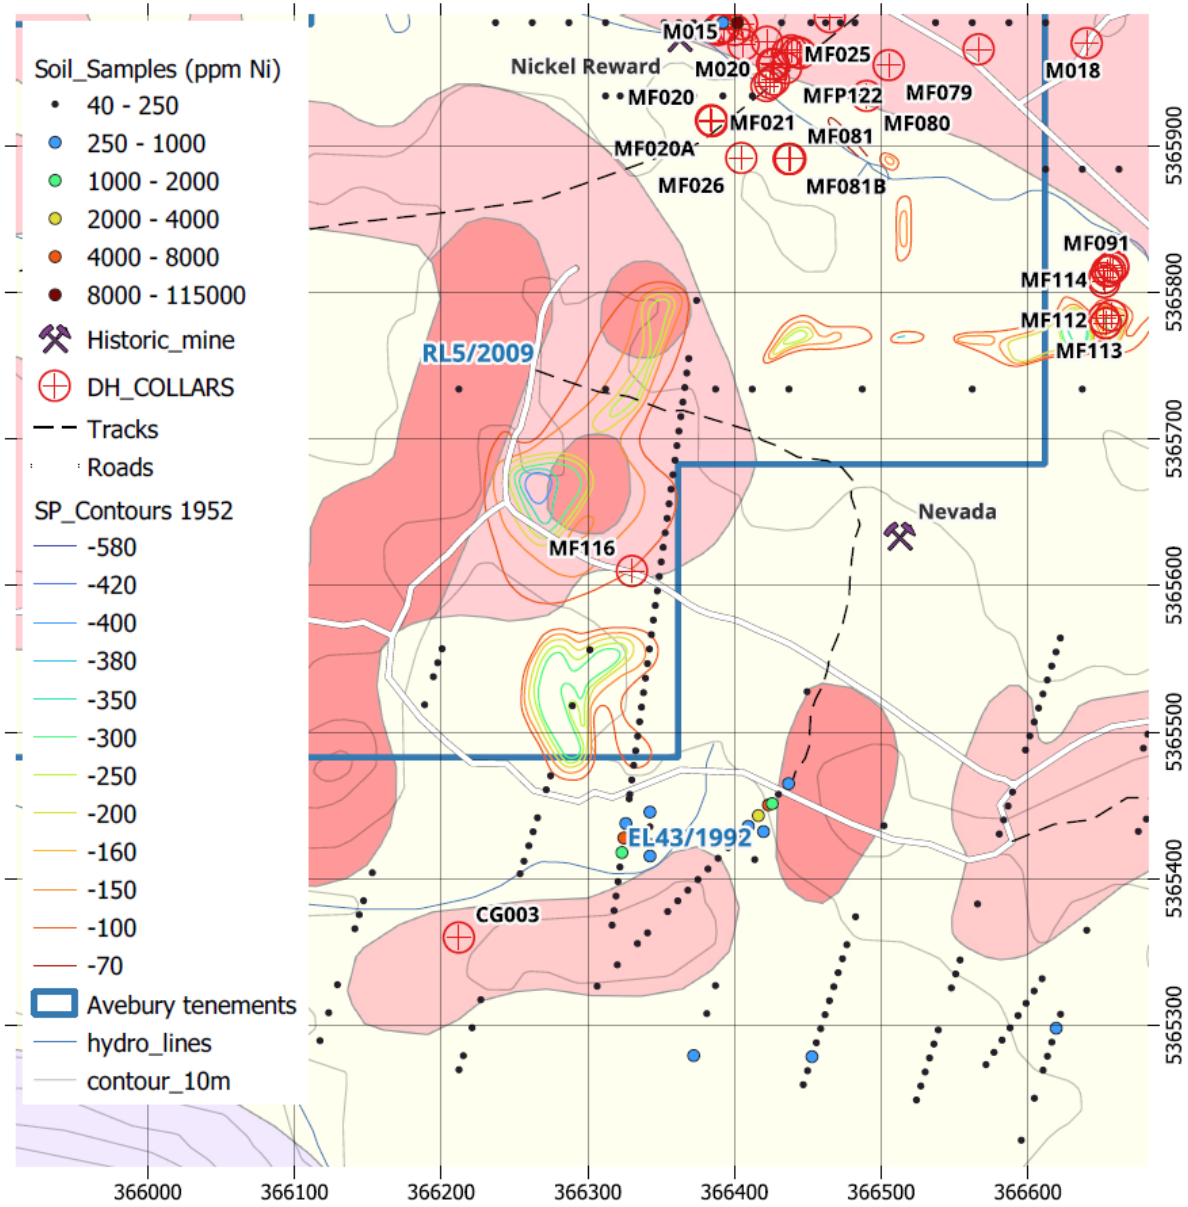 Soil_Samples (ppm Ni)
40 - 250
250 - 1000
1000 - 2000
2000 - 4000
4000 - 8000
8000 - 115000
Historic_mine
DH_COLLARS
Tracks
Roads
SP_Contours 1952
-580
-420
-400
-380
-350
-300
-250
-200
-160
-150
-100
-70
Avebury tenements
hydro_lines
contour_10m
M015
Nickel Reward
M020
MF025
M018
MF020
MFP122
MF079
MF021
MF081
MF080
MF020A
MF026
MF081B
MF091
MF114
MF112
MF113
RL5/2009
Nevada
MF116
EL43/1992
CG003
5365900
5365800
5365700
5365600
5365500
5365400
5365300
366000
366100
366200
366300
366400
366500
366600